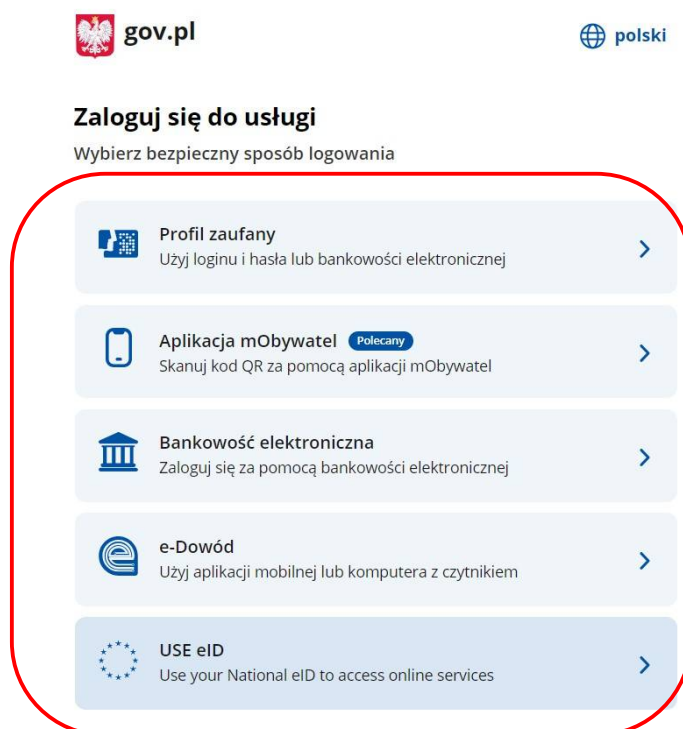 gov.pl
polski
Zaloguj się do usługi
Wybierz bezpieczny sposób logowania
Profil zaufany
Użyj loginu i hasła lub bankowości elektronicznej
Aplikacja mObywatel Polecany
Skanuj kod QR za pomocą aplikacji mObywatel
Bankowość elektroniczna
Zaloguj się za pomocą bankowości elektronicznej
e-Dowód
Użyj aplikacji mobilnej lub komputera z czytnikiem
USE eID
Use your National eID to access online services